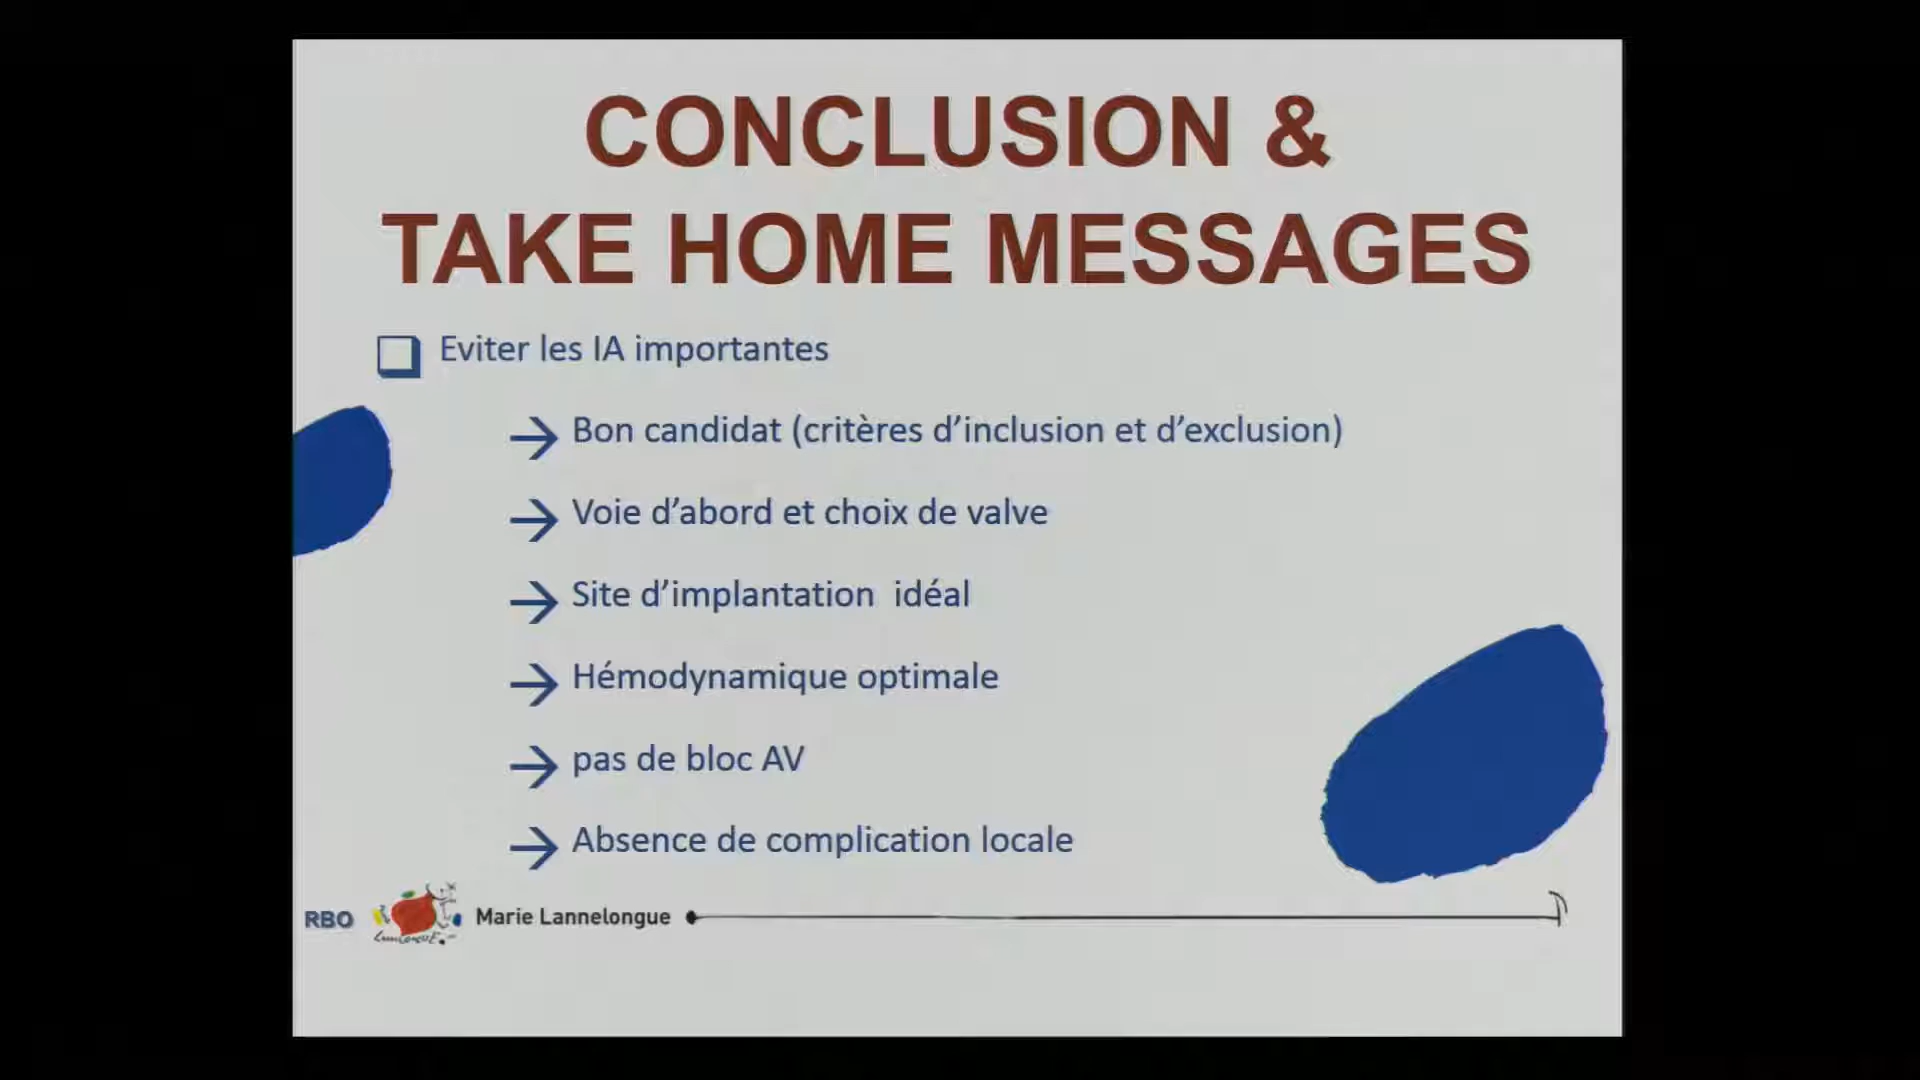 CONCLUSION &
TAKE HOME MESSAGES
Eviter les IA importantes
→ Bon candidat (critères d’inclusion et d’exclusion)
→ Voie d’abord et choix de valve
→ Site d’implantation idéal
→ Hémodynamique optimale
→ pas de bloc AV
→ Absence de complication locale
RBO Marie Lannelongue